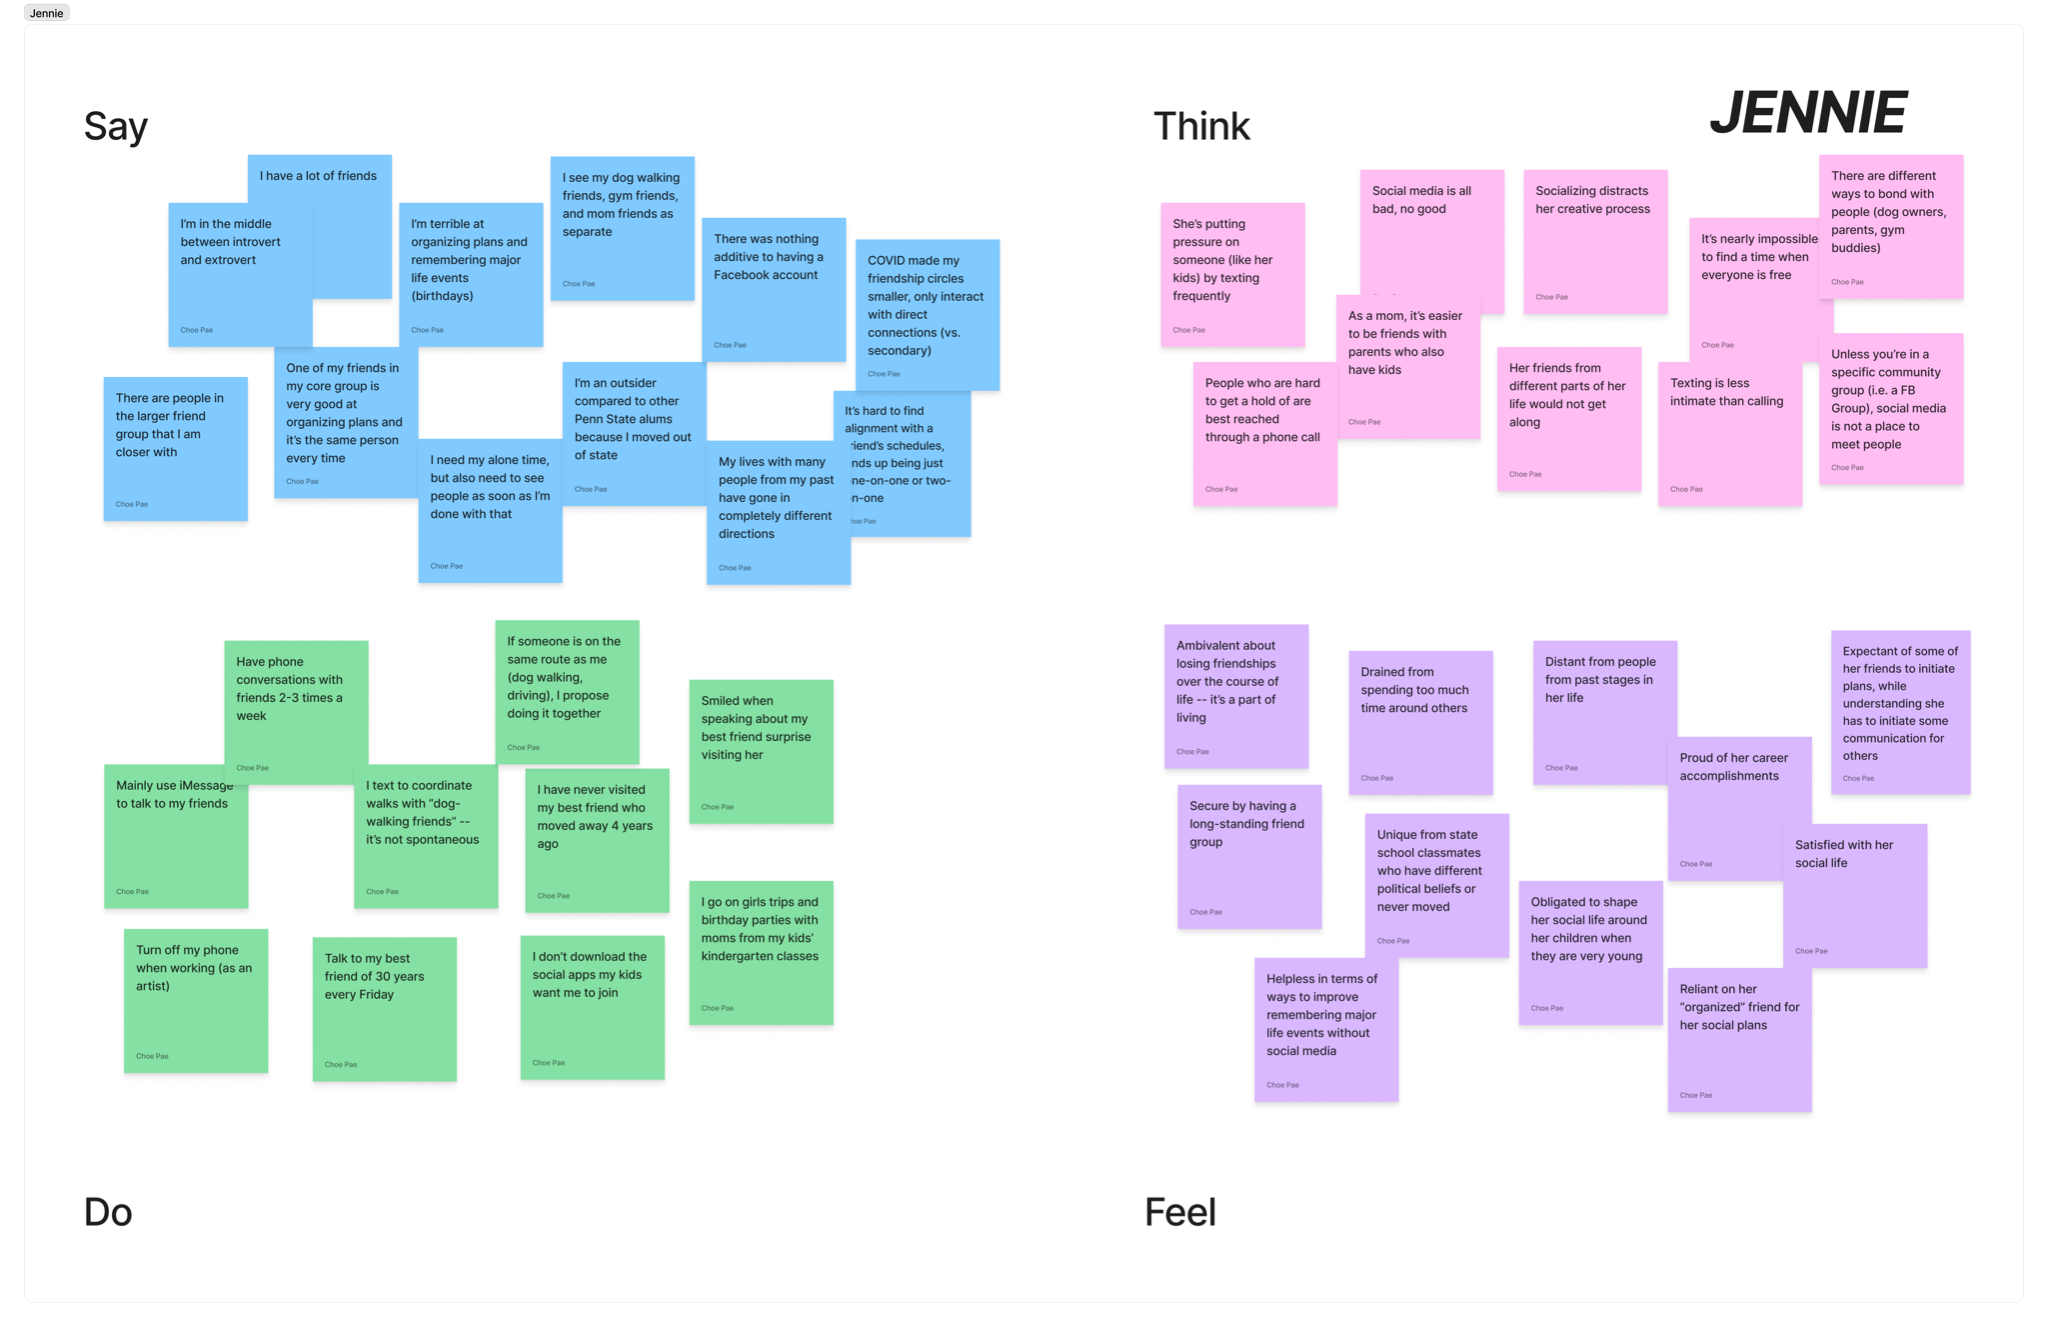 Jennie
Say
I have a lot of friends
I'm in the middle
between introvert
and extrovert
Choe Pae
I'm terrible at
organizing plans and
remembering major
life events
(birthdays)
Choe Pae
I see my dog walking
friends, gym friends,
and mom friends as
separate
Choe Pae
There was nothing
additive to having a
Facebook account
Choe Pae
COVID made my
friendship circles
smaller, only interact
with direct
connections (vs.
secondary)
Choe Pae
There are people in
the larger friend
group that I am
closer with
Choe Pae
One of my friends in
my core group is
very good at
organizing plans and
it's the same person
every time
Choe Pae
I need my alone time,
but also need to see
people as soon as I'm
done with that
Choe Pae
I'm an outsider
compared to other
Penn State alums
because I moved out
of state
Choe Pae
My lives with many
people from my past
have gone in
completely different
directions
Choe Pae
It's hard to find
alignment with a
friend's schedules,
ends up being just
one-on-one or two-
on-one
Choe Pae
Think
JENNIE
She's putting
pressure on
someone (like her
kids) by texting
frequently
Choe Pae
Social media is all
bad, no good
Socializing distracts
her creative process
Choe Pae
It's nearly impossible
to find a time when
everyone is free
Choe Pae
There are different
ways to bond with
people (dog owners,
parents, gym
buddies)
Choe Pae
As a mom, it's easier
to be friends with
parents who also
have kids
Choe Pae
People who are hard
to get a hold of are
best reached
through a phone call
Choe Pae
Her friends from
different parts of her
life would not get
along
Choe Pae
Texting is less
intimate than calling
Choe Pae
Unless you're in a
specific community
group (i.e. a FB
Group), social media
is not a place to
meet people
Choe Pae
Have phone
conversations with
friends 2-3 times a
week
Choe Pae
If someone is on the
same route as me
(dog walking,
driving), I propose
doing it together
Choe Pae
Smiled when
speaking about my
best friend surprise
visiting her
Choe Pae
Mainly use iMessage
to talk to my friends
Choe Pae
I text to coordinate
walks with "dog-
walking friends" --
it's not spontaneous
Choe Pae
I have never visited
my best friend who
moved away 4 years
ago
Choe Pae
I go on girls trips and
birthday parties with
moms from my kids'
kindergarten classes
Choe Pae
Turn off my phone
when working (as an
artist)
Choe Pae
Talk to my best
friend of 30 years
every Friday
Choe Pae
I don't download the
social apps my kids
want me to join
Choe Pae
Do
Ambivalent about
losing friendships
over the course of
life -- it's a part of
living
Choe Pae
Drained from
spending too much
time around others
Choe Pae
Distant from people
from past stages in
her life
Choe Pae
Expectant of some of
her friends to initiate
plans, while
understanding she
has to initiate some
communication for
others
Choe Pae
Proud of her career
accomplishments
Choe Pae
Secure by having a
long-standing friend
group
Choe Pae
Unique from state
school classmates
who have different
political beliefs or
never moved
Choe Pae
Satisfied with her
social life
Choe Pae
Obligated to shape
her social life around
her children when
they are very young
Choe Pae
Helpless in terms of
ways to improve
remembering major
life events without
social media
Choe Pae
Reliant on her
"organized" friend for
her social plans
Choe Pae
Feel